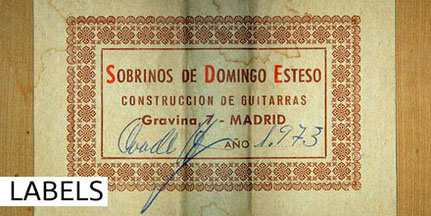 SOBRINOS DE DOMINGO ESTESO
CONSTRUCCION DE GUITARRAS
Gravina, 7 - MADRID
AÑO 1.973
LABELS